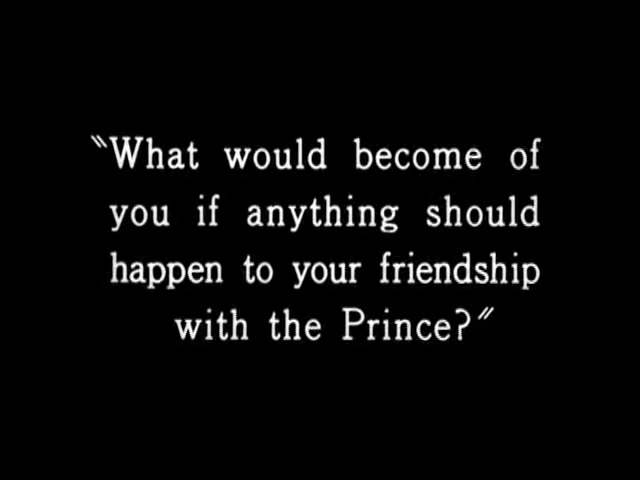 "What would become of
you if anything should
happen to your friendship
with the Prince?"